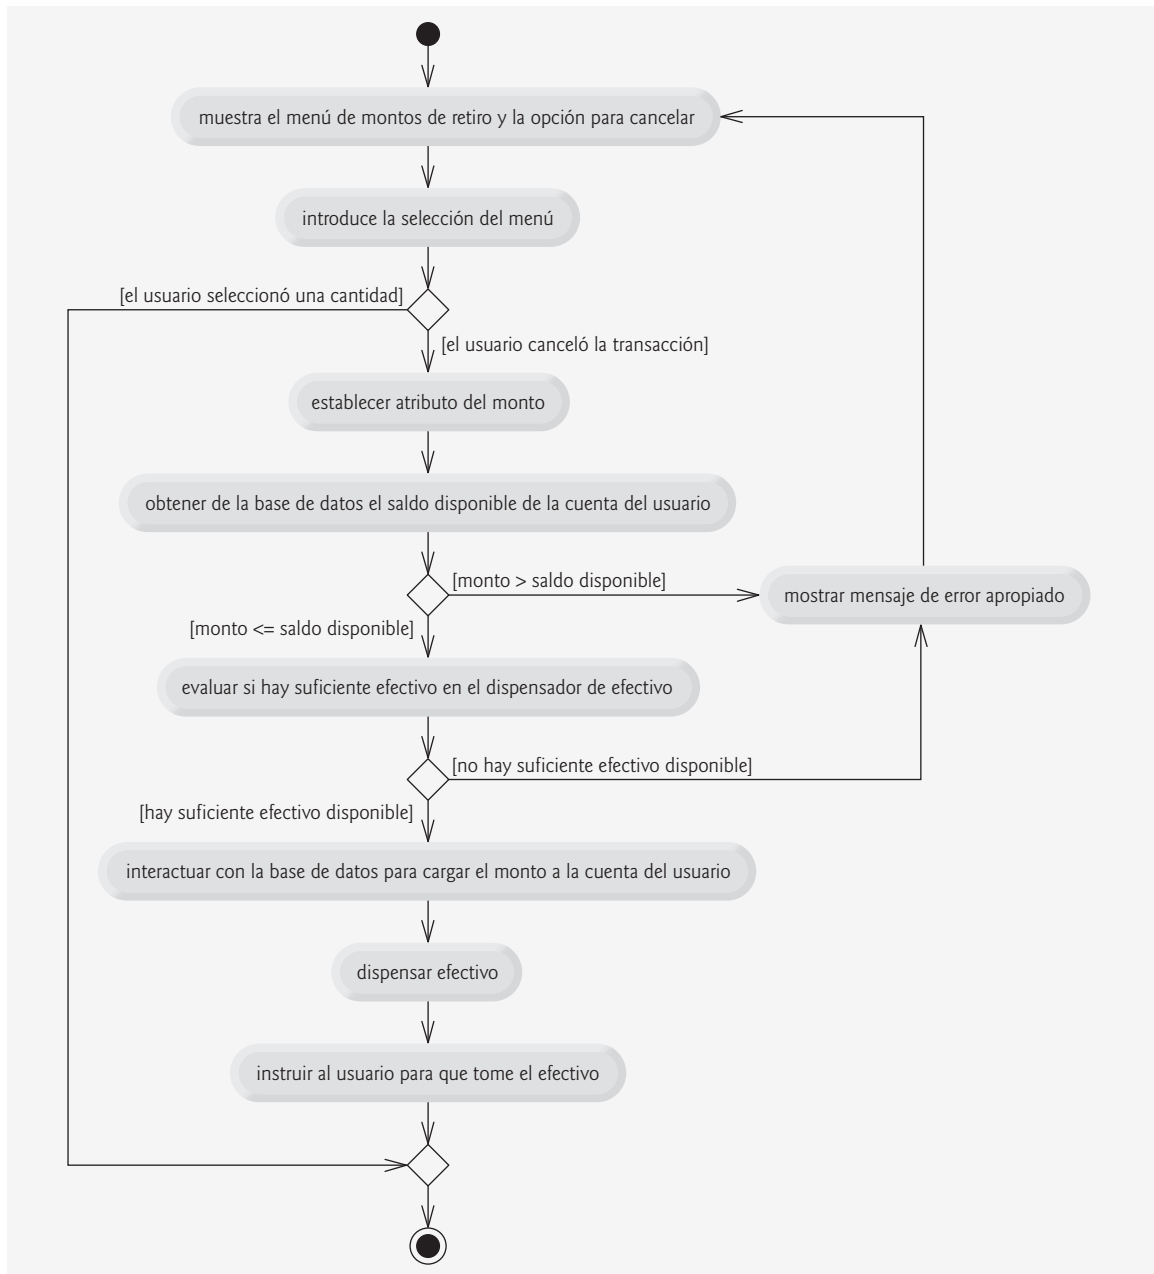 muestra el menú de montos de retiro y la opción para cancelar
introduce la selección del menú
[el usuario seleccionó una cantidad]
[el usuario canceló la transacción]
establecer atributo del monto
obtener de la base de datos el saldo disponible de la cuenta del usuario
[monto > saldo disponible]
mostrar mensaje de error apropiado
[monto <= saldo disponible]
evaluar si hay suficiente efectivo en el dispensador de efectivo
[no hay suficiente efectivo disponible]
[hay suficiente efectivo disponible]
interactuar con la base de datos para cargar el monto a la cuenta del usuario
dispensar efectivo
instruir al usuario para que tome el efectivo